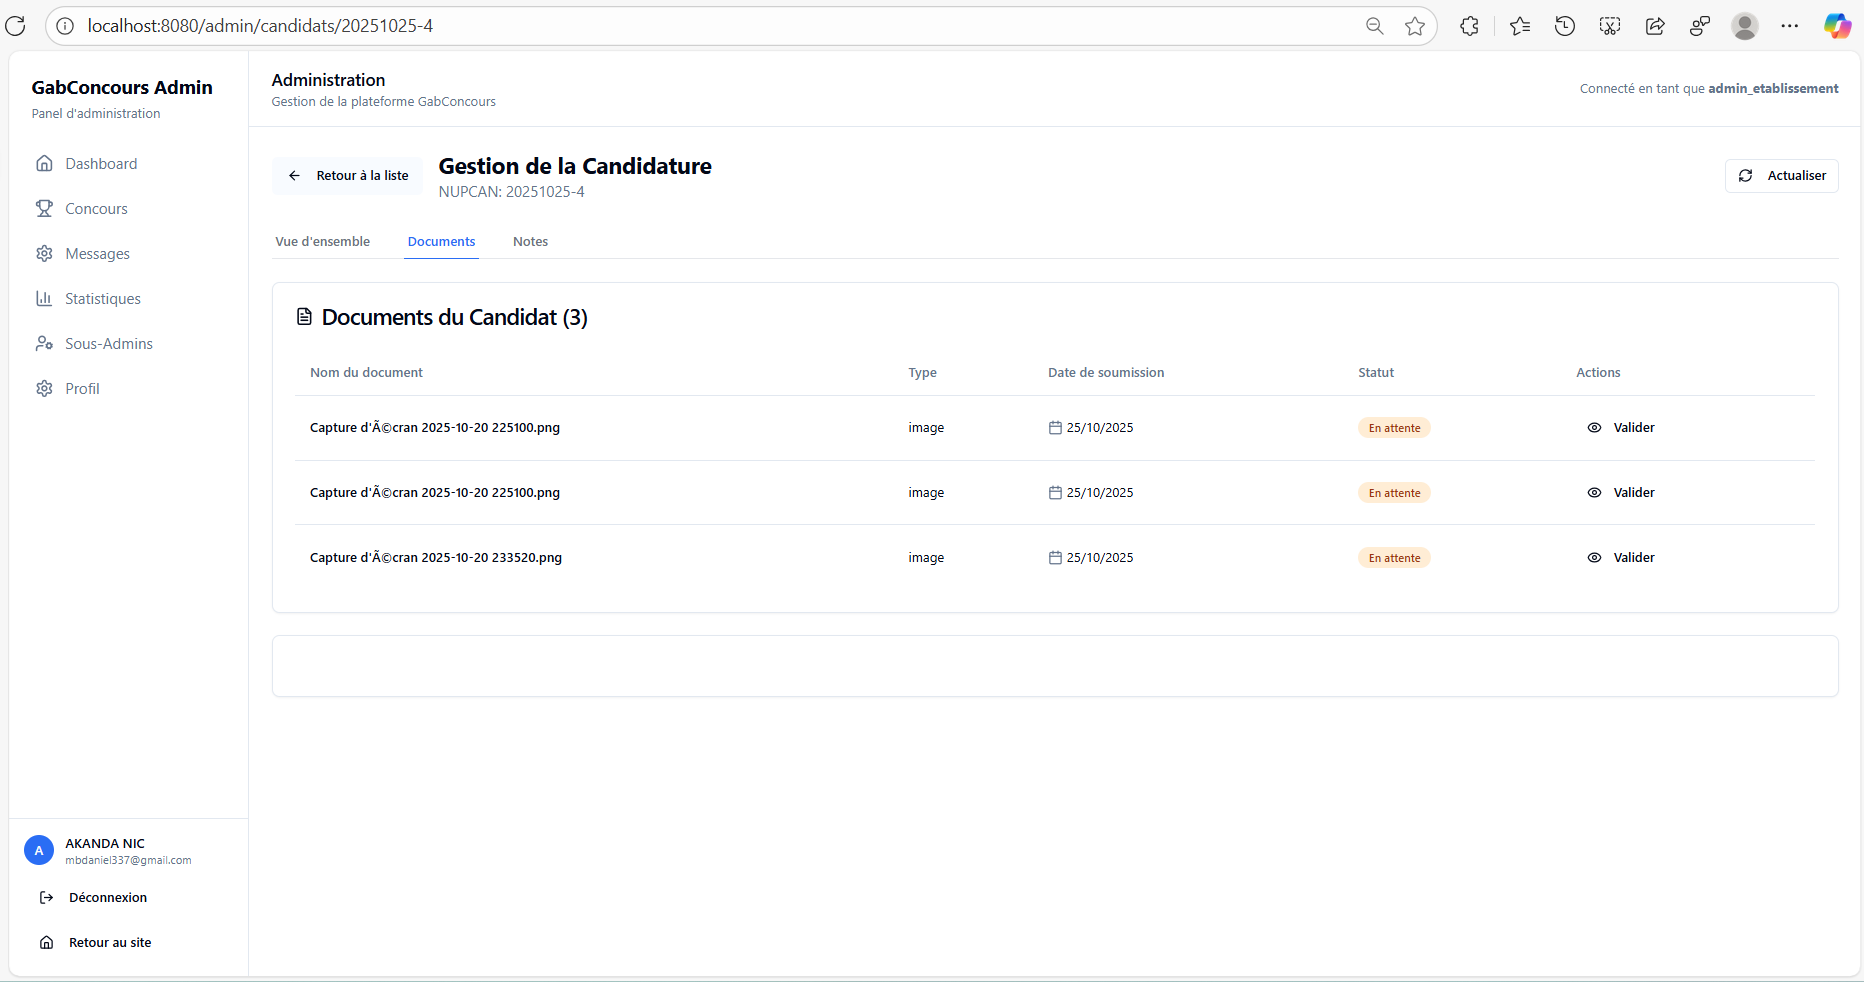 localhost:8080/admin/candidats/20251025-4
GabConcours Admin
Panel d'administration
Dashboard
Concours
Messages
Statistiques
Sous-Admins
Profil
A
AKANDA NIC
mbdaniel337@gmail.com
Déconnexion
Retour au site
Administration
Gestion de la plateforme GabConcours
Connecté en tant que admin_etablissement
Retour à la liste
Gestion de la Candidature
NUPCAN: 20251025-4
Actualiser
Vue d'ensemble Documents Notes
Documents du Candidat (3)
Nom du document Type Date de soumission Statut Actions
Capture d'Ã©cran 2025-10-20 225100.png image 25/10/2025 En attente Valider
Capture d'Ã©cran 2025-10-20 225100.png image 25/10/2025 En attente Valider
Capture d'Ã©cran 2025-10-20 233520.png image 25/10/2025 En attente Valider